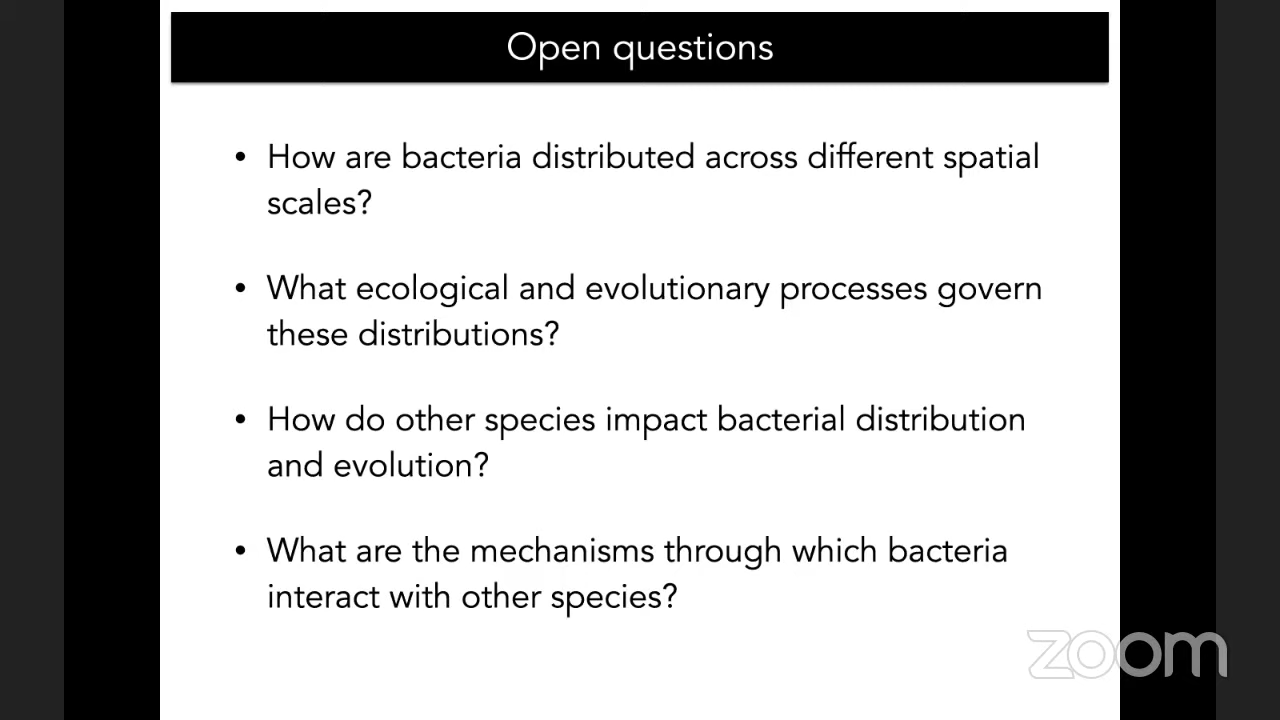 Open questions
• How are bacteria distributed across different spatial
scales?
• What ecological and evolutionary processes govern
these distributions?
• How do other species impact bacterial distribution
and evolution?
• What are the mechanisms through which bacteria
interact with other species?
zoom